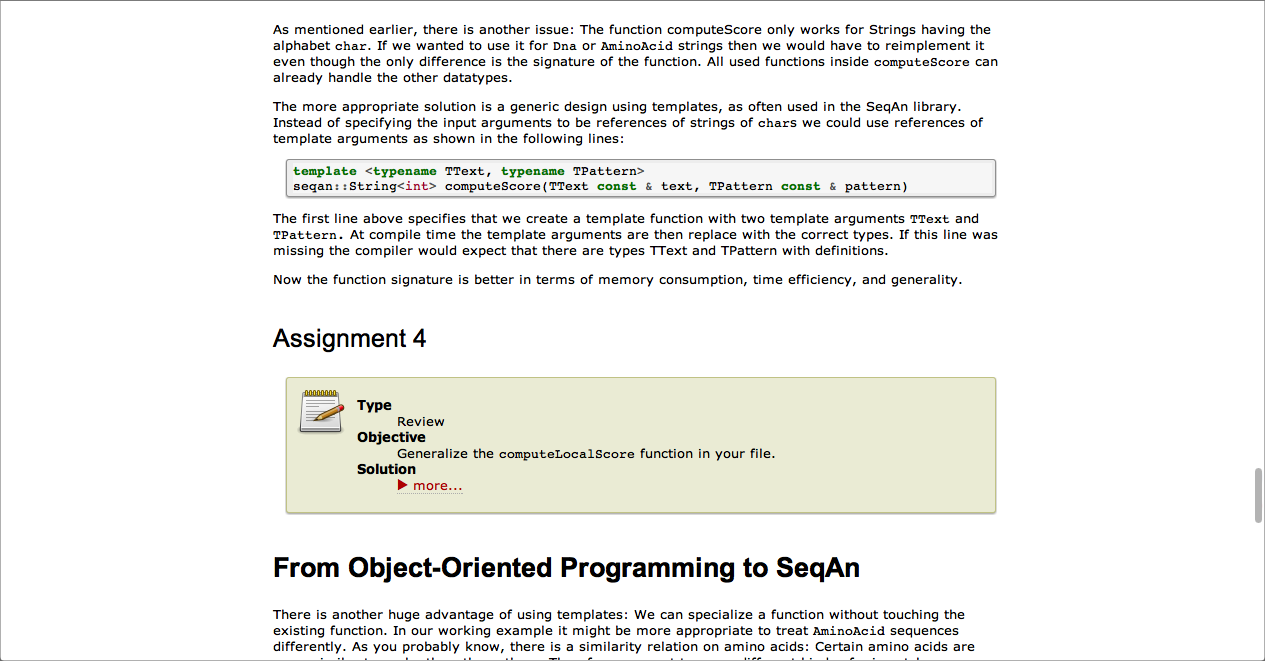 As mentioned earlier, there is another issue: The function computeScore only works for Strings having the
alphabet char. If we wanted to use it for Dna or AminoAcid strings then we would have to reimplement it
even though the only difference is the signature of the function. All used functions inside computeScore can
already handle the other datatypes.
The more appropriate solution is a generic design using templates, as often used in the SeqAn library.
Instead of specifying the input arguments to be references of strings of chars we could use references of
template arguments as shown in the following lines:
template <typename TText, typename TPattern>
seqan::String<int> computeScore(TText const & text, TPattern const & pattern)
The first line above specifies that we create a template function with two template arguments TText and
TPattern. At compile time the template arguments are then replace with the correct types. If this line was
missing the compiler would expect that there are types TText and TPattern with definitions.
Now the function signature is better in terms of memory consumption, time efficiency, and generality.
Assignment 4
Type
Review
Objective
Generalize the computeLocalScore function in your file.
Solution
more...
From Object-Oriented Programming to SeqAn
There is another huge advantage of using templates: We can specialize a function without touching the
existing function. In our working example it might be more appropriate to treat AminoAcid sequences
differently. As you probably know, there is a similarity relation on amino acids: Certain amino acids are